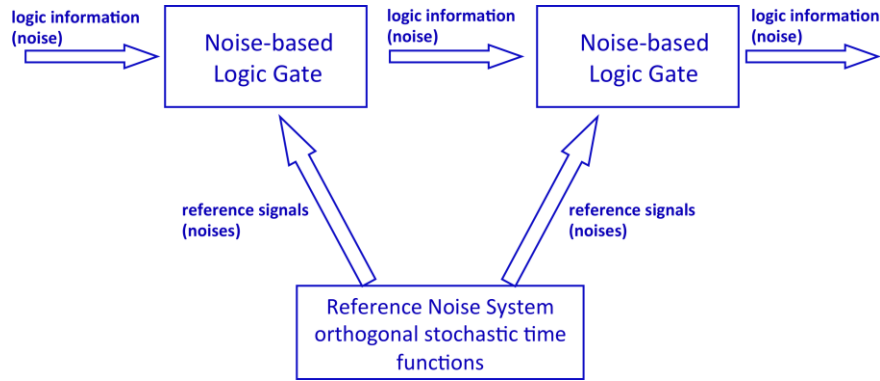 logic information
(noise)
Noise-based
Logic Gate
logic information
(noise)
Noise-based
Logic Gate
logic information
(noise)
reference signals
(noises)
reference signals
(noises)
Reference Noise System
orthogonal stochastic time
functions